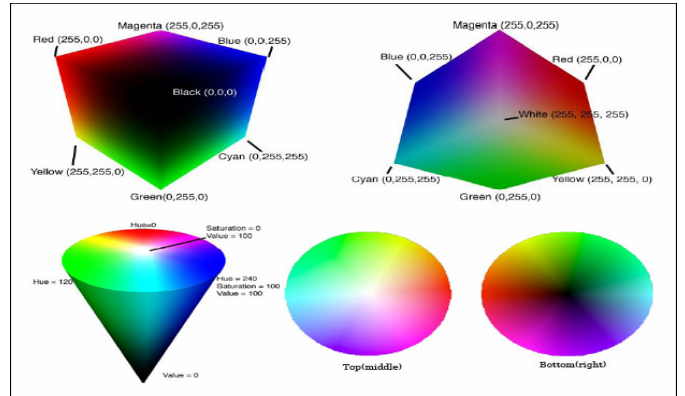 Magenta (255,0,255)
Red (255,0,0)
Blue (0,0,255)
Black (0,0,0)
Cyan (0,255,255)
Yellow (255,255,0)
Green(0,255,0)
Magenta (255,0,255)
Blue (0,0,255)
Red (255,0,0)
White (255, 255, 255)
Cyan (0,255,255)
Yellow (255, 255, 0)
Green (0,255,0)
Hue=0
Saturation = 0
Value = 100
Hue = 120
Hue = 240
Saturation = 100
Value = 100
Value = 0
Top(middle)
Bottom(right)